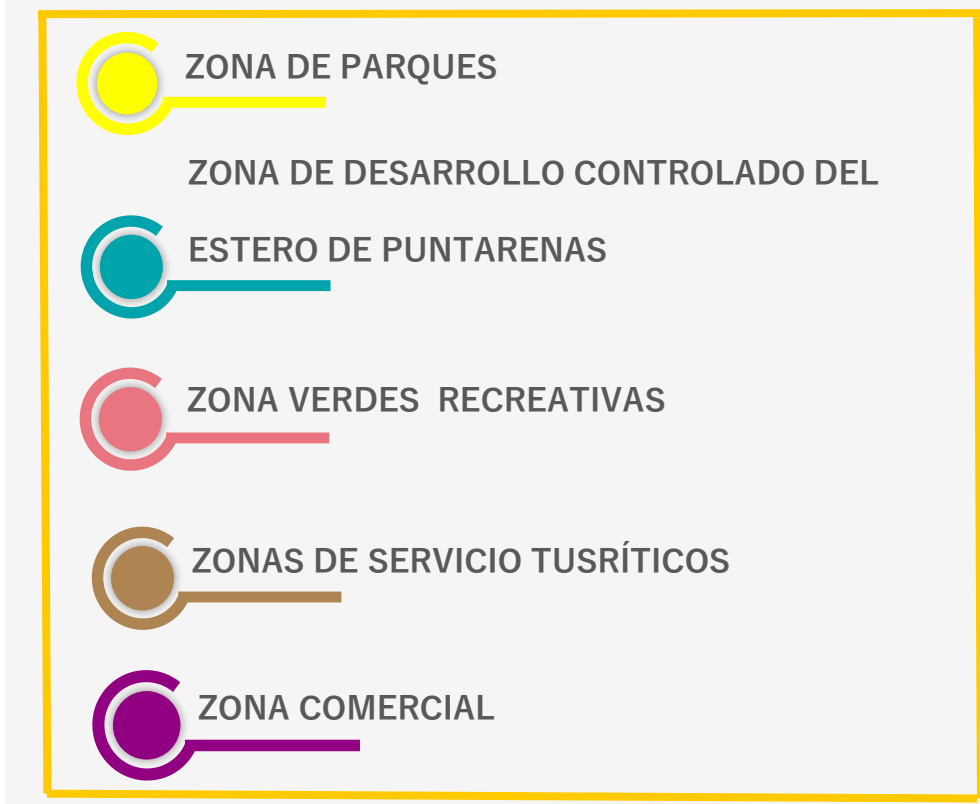 ZONA DE PARQUES
ZONA DE DESARROLLO CONTROLADO DEL
ESTERO DE PUNTARENAS
ZONA VERDES  RECREATIVAS
ZONAS DE SERVICIO TUSRÍTICOS
ZONA COMERCIAL